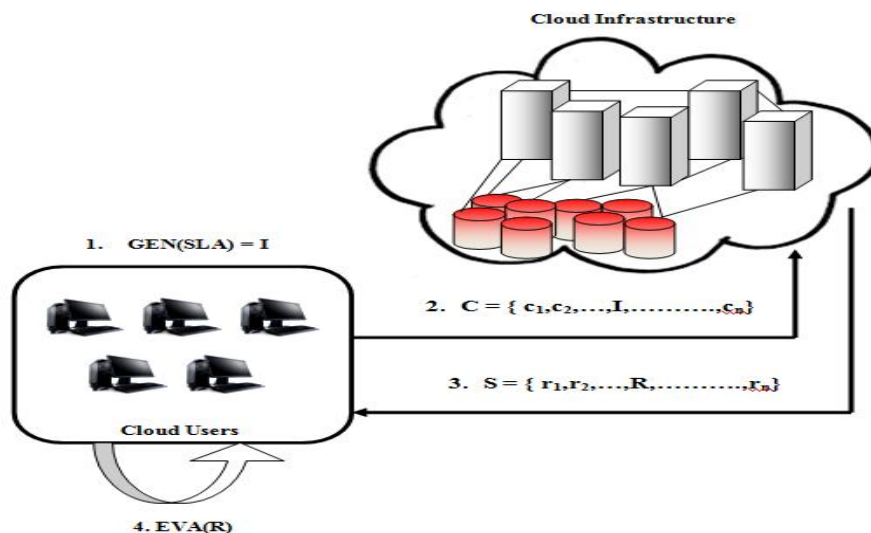 Cloud Infrastructure
1. GEN(SLA) = I
2. C = { c₁,c₂,...,I,..........,cₙ}
3. S = { r₁,r₂,...,R,..........,rₙ}
Cloud Users
4. EVA(R)